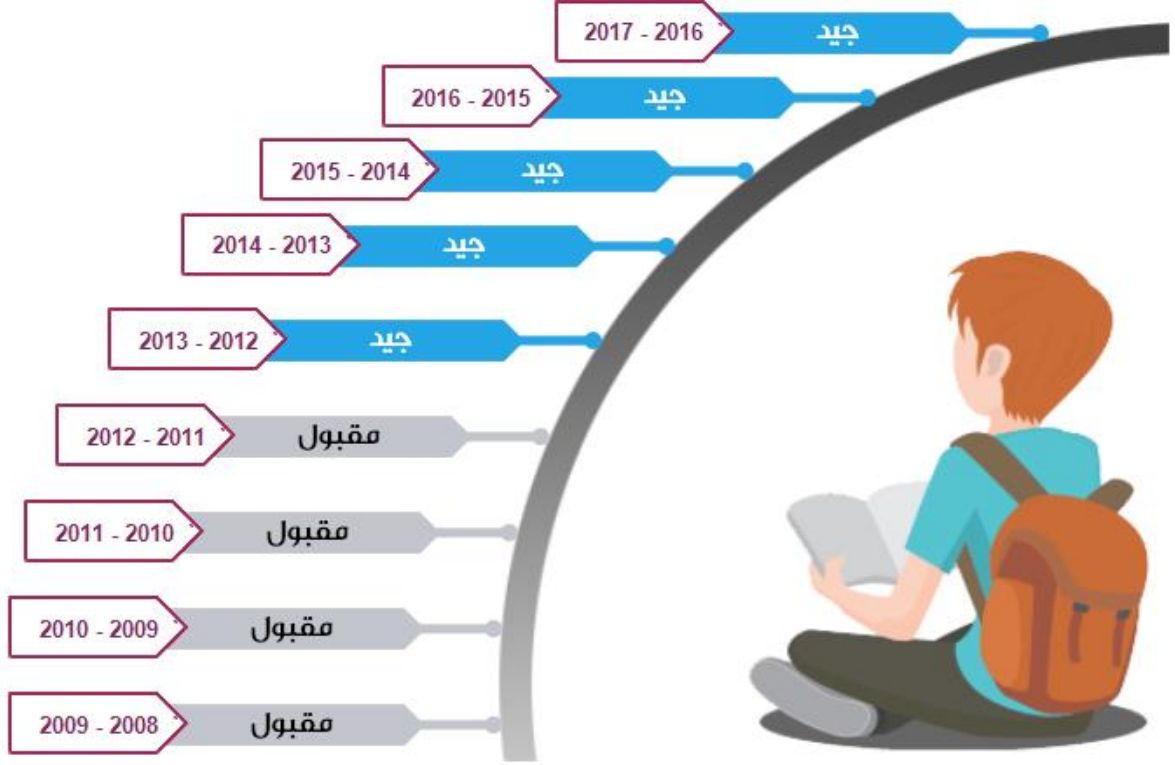 2017 - 2016 جيد
2016 - 2015 جيد
2015 - 2014 جيد
2014 - 2013 جيد
2013 - 2012 جيد
2012 - 2011 مقبول
2011 - 2010 مقبول
2010 - 2009 مقبول
2009 - 2008 مقبول